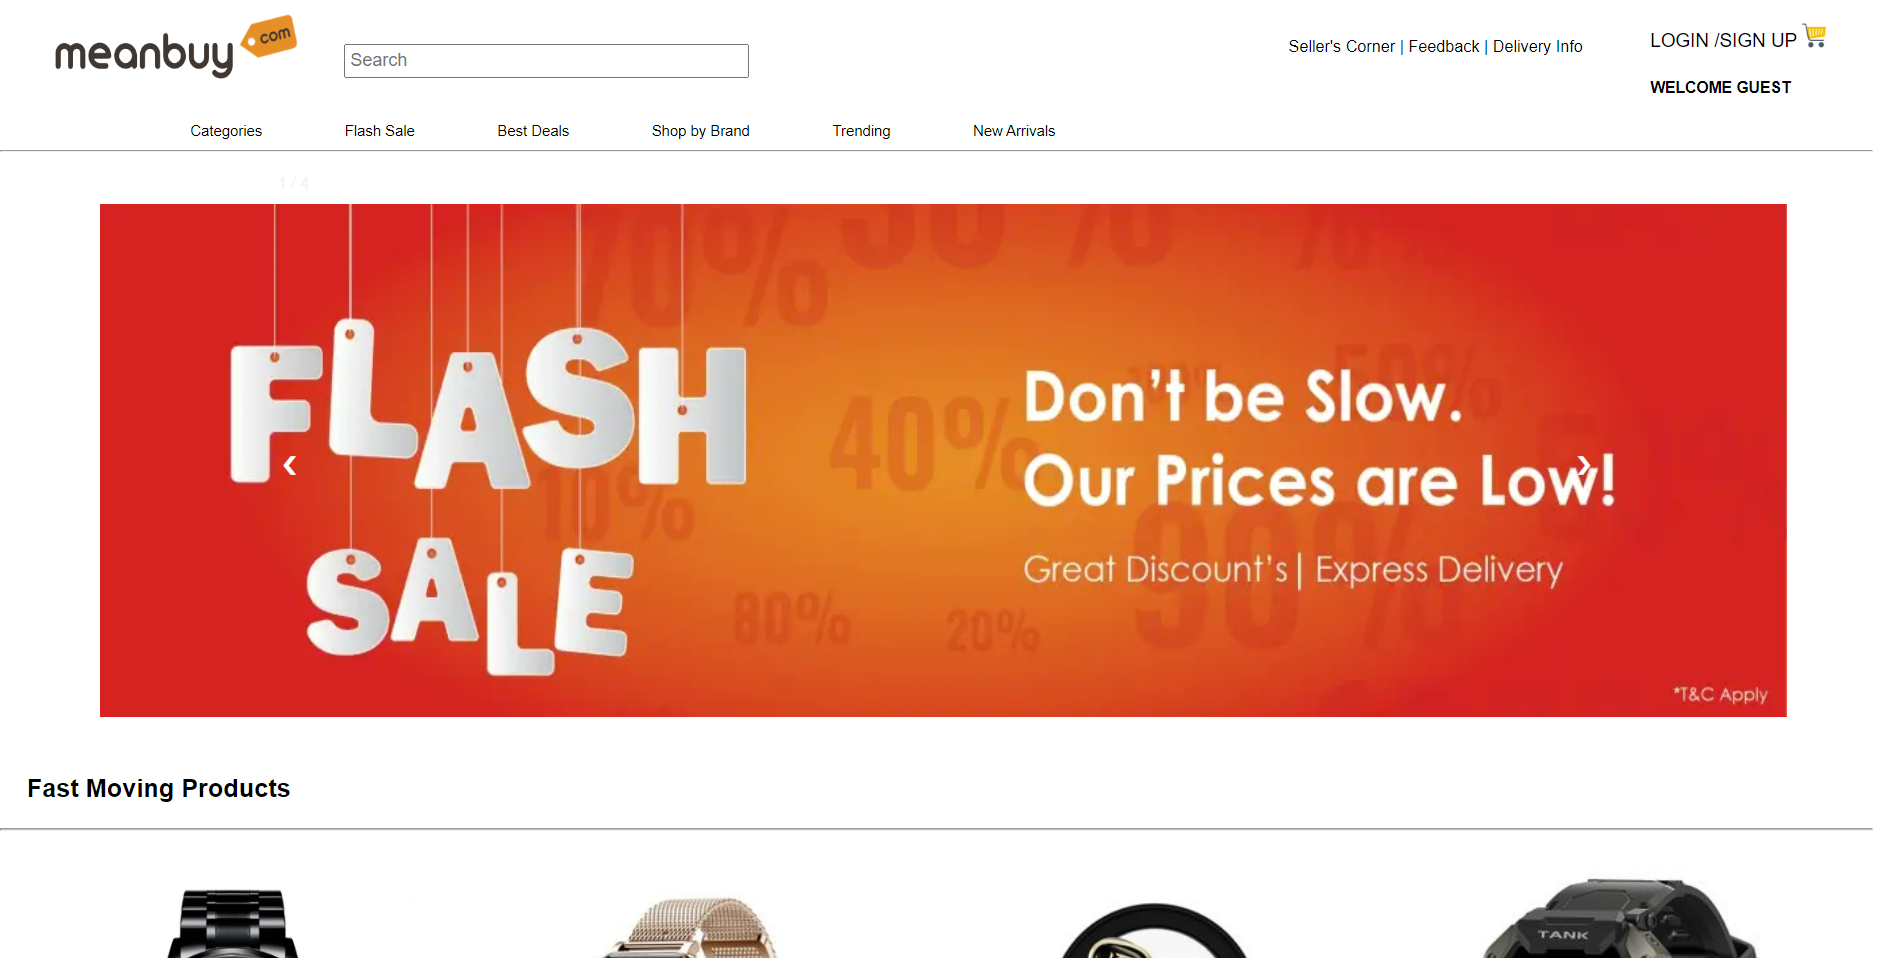 meanbuy
com
Search
Seller's Corner | Feedback | Delivery Info
LOGIN /SIGN UP
WELCOME GUEST
Categories
Flash Sale
Best Deals
Shop by Brand
Trending
New Arrivals
1 / 4
70%
40%
10%
80%
20%
90%
50%
FLASH
SALE
Don't be Slow.
Our Prices are Low!
Great Discount's | Express Delivery
*T&C Apply
❮
❯
Fast Moving Products
TANK